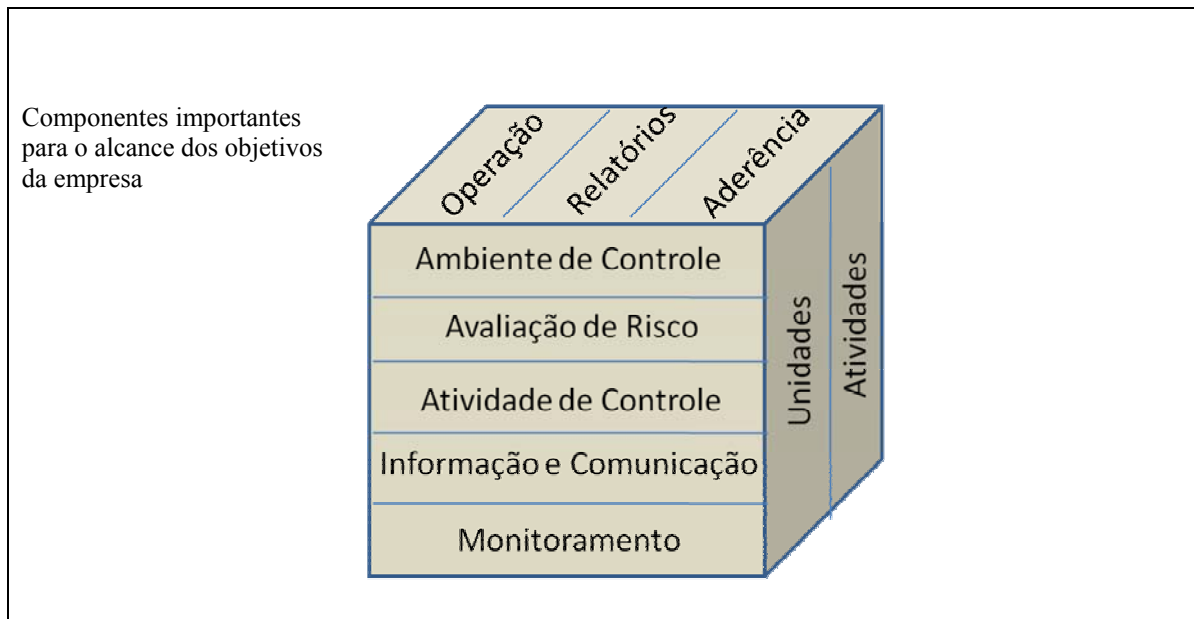 Componentes importantes
para o alcance dos objetivos
da empresa
Operação
Relatórios
Aderência
Ambiente de Controle
Avaliação de Risco
Atividade de Controle
Informação e Comunicação
Monitoramento
Unidades
Atividades